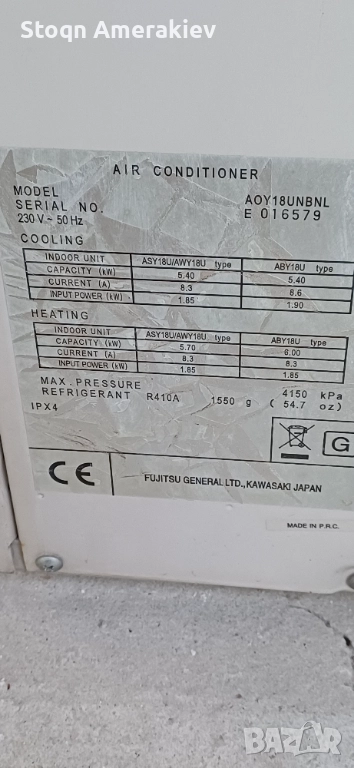 Stoqn Amerakiev
AIR CONDITIONER
MODEL AOY18UNBNL
SERIAL NO. E 016579
230 V ~ 50 Hz
COOLING
INDOOR UNIT ASY18U/AWY18U type ABY18U type
CAPACITY (kW) 5.40 5.40
CURRENT (A) 8.3 8.6
INPUT POWER (kW) 1.85 1.90
HEATING
INDOOR UNIT ASY18U/AWY18U type ABY18U type
CAPACITY (kW) 5.70 6.00
CURRENT (A) 8.3 8.3
INPUT POWER (kW) 1.85 1.85
MAX. PRESSURE 4150 kPa
REFRIGERANT R410A 1550 g ( 54.7 oz)
IPX4
G
CE FUJITSU GENERAL LTD., KAWASAKI JAPAN
MADE IN P.R.C.
bazar.bg